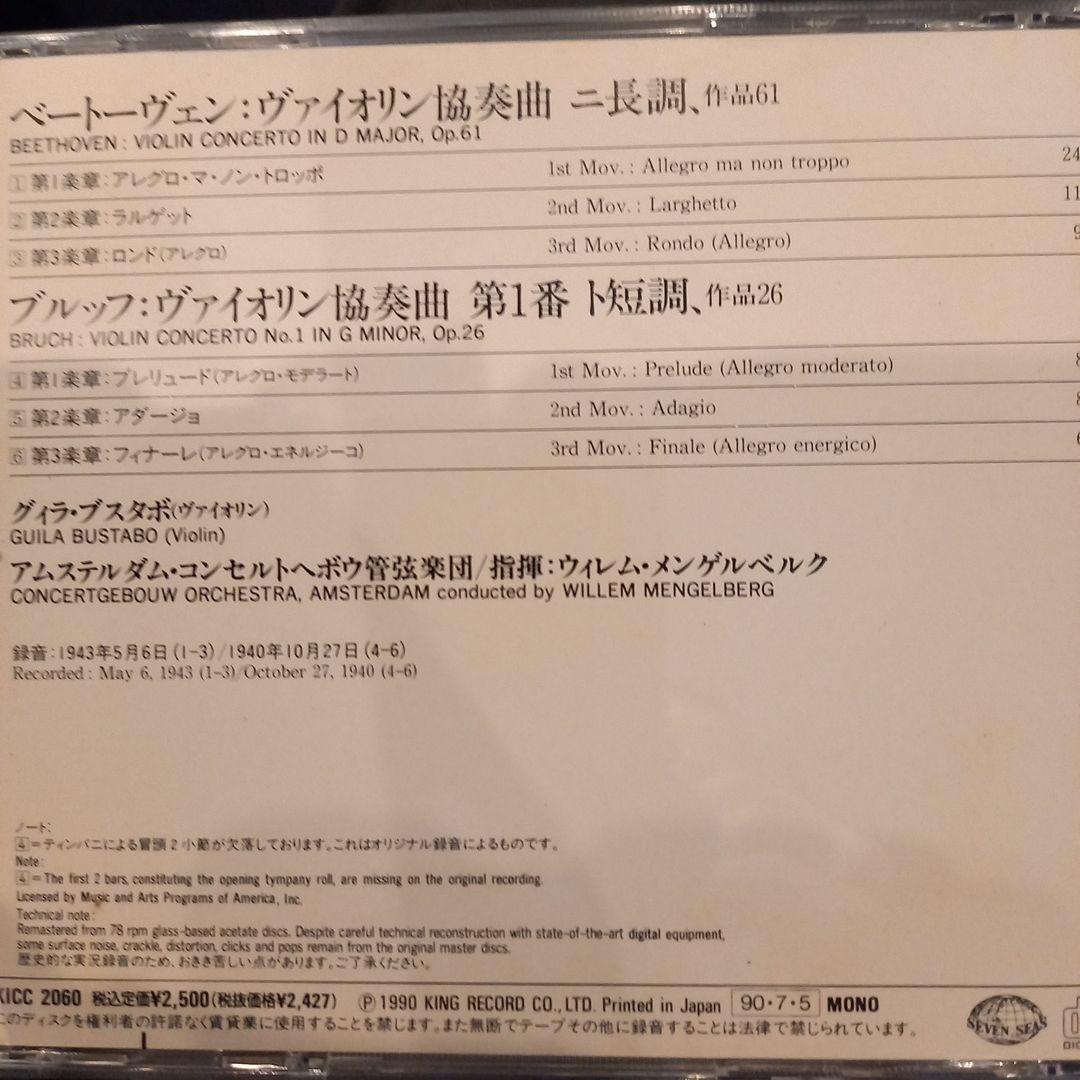 ベートーヴェン：ヴァイオリン協奏曲 ニ長調、作品61
BEETHOVEN : VIOLIN CONCERTO IN D MAJOR, Op.61
1 第1楽章：アレグロ・マ・ノン・トロッポ 1st Mov. : Allegro ma non troppo 24
2 第2楽章：ラルゲット 2nd Mov. : Larghetto 11
3 第3楽章：ロンド(アレグロ) 3rd Mov. : Rondo (Allegro) 9
ブルッフ：ヴァイオリン協奏曲 第1番 ト短調、作品26
BRUCH : VIOLIN CONCERTO No.1 IN G MINOR, Op.26
4 第1楽章：プレリュード(アレグロ・モデラート) 1st Mov. : Prelude (Allegro moderato) 8
5 第2楽章：アダージョ 2nd Mov. : Adagio 8
6 第3楽章：フィナーレ(アレグロ・エネルジーコ) 3rd Mov. : Finale (Allegro energico) 6
グィラ・ブスタボ(ヴァイオリン)
GUILA BUSTABO (Violin)
アムステルダム・コンセルトヘボウ管弦楽団/指揮：ウィレム・メンゲルベルク
CONCERTGEBOUW ORCHESTRA, AMSTERDAM conducted by WILLEM MENGELBERG
録音：1943年5月6日(1-3)/1940年10月27日(4-6)
Recorded : May 6, 1943 (1-3)/October 27, 1940 (4-6)
ノート:
4＝ティンパニによる冒頭2小節が欠落しております。これはオリジナル録音によるものです。
Note:
4＝The first 2 bars, constituting the opening tympany roll, are missing on the original recording.
Licensed by Music and Arts Programs of America, Inc.
Technical note:
Remastered from 78 rpm glass-based acetate discs. Despite careful technical reconstruction with state-of-the-art digital equipment,
some surface noise, crackle, distortion, clicks and pops remain from the original master discs.
歴史的な実況録音のため、おきき苦しい点があります。ご了承ください。
KICC 2060 税込定価¥2,500(税抜価格¥2,427) Ⓟ 1990 KING RECORD CO., LTD. Printed in Japan 90・7・5 MONO
このディスクを権利者の許諾なく賃貸業に使用することを禁じます。また無断でテープその他に録音することは法律で禁じられています。
SEVEN SEAS